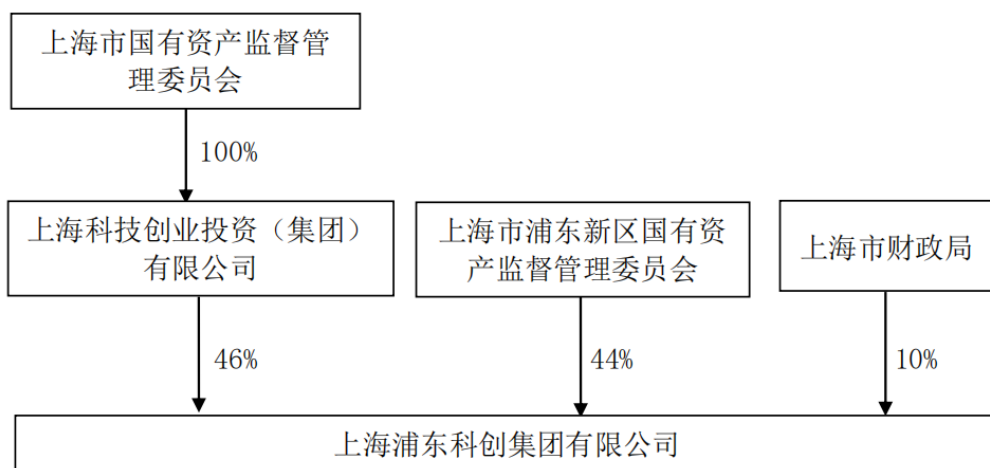 上海市国有资产监督管
理委员会
100%
上海科技创业投资（集团）
有限公司
上海市浦东新区国有资
产监督管理委员会
上海市财政局
46%
44%
10%
上海浦东科创集团有限公司